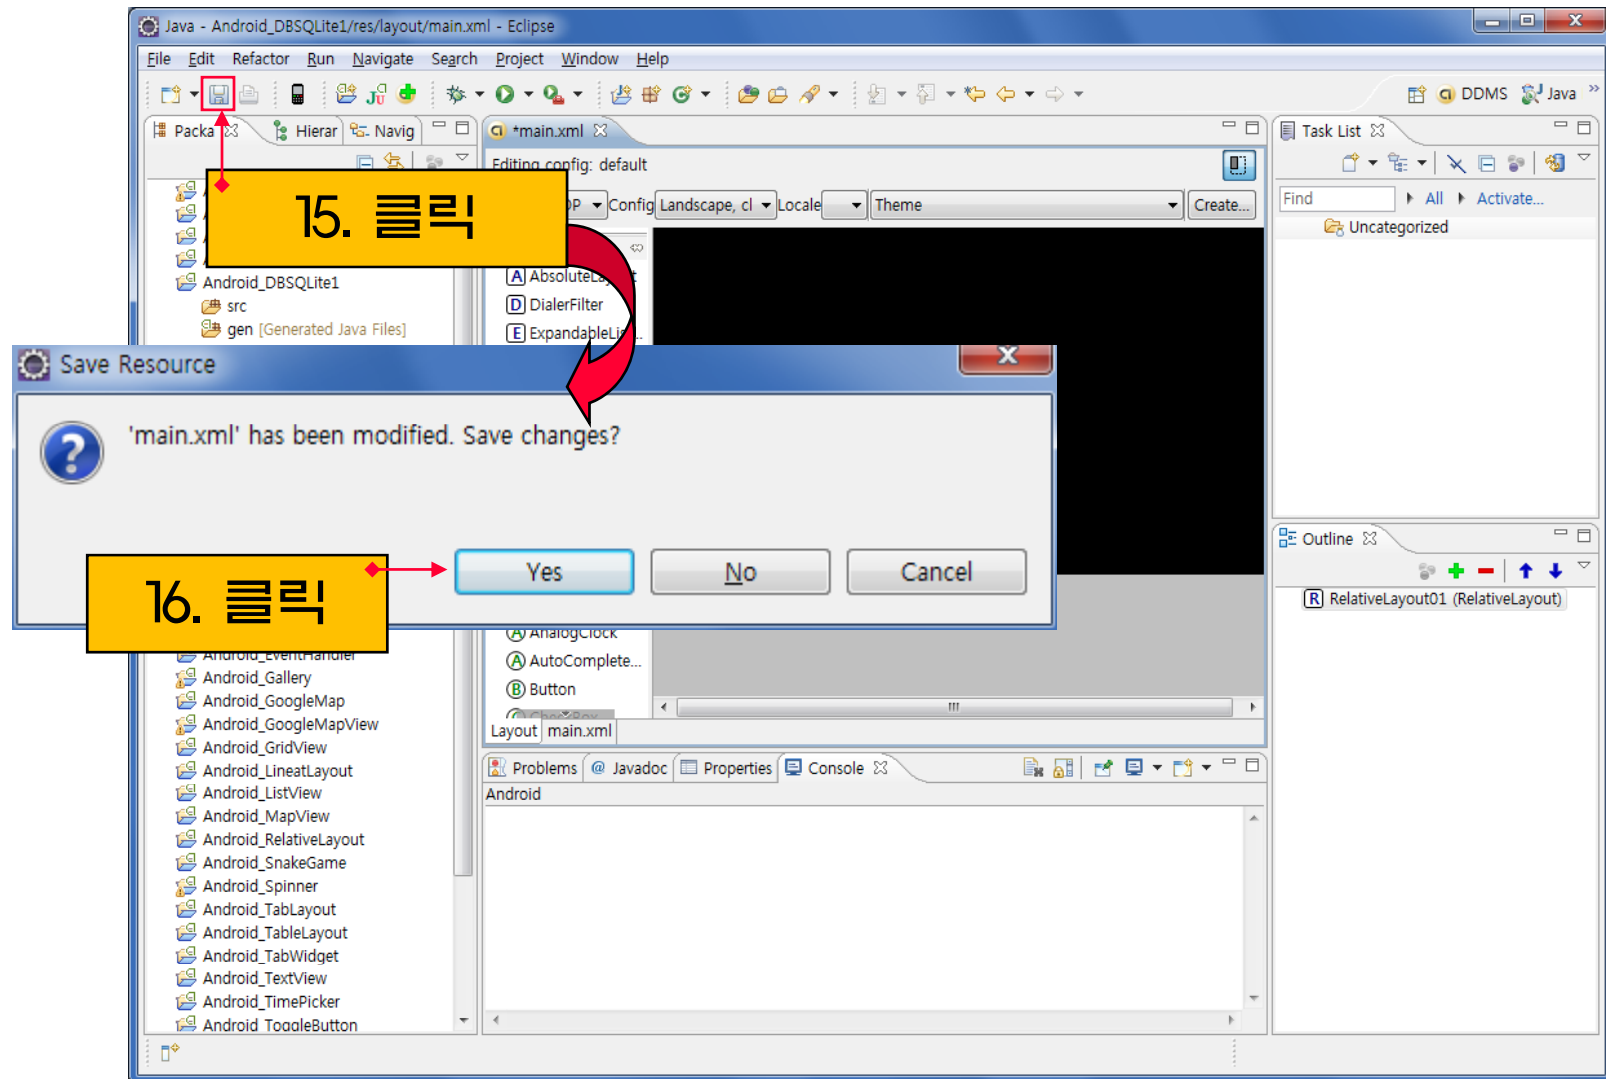 Java - Android_DBSQLite1/res/layout/main.xml - Eclipse
File Edit Refactor Run Navigate Search Project Window Help
DDMS Java »
Packa Hierar Navig
*main.xml
Task List
Editing config: default
Config Landscape, cl Locale Theme Create...
Find All Activate...
Uncategorized
15. 클릭
Android_DBSQLite1
src
gen [Generated Java Files]
DialerFilter
Save Resource
'main.xml' has been modified. Save changes?
Yes No Cancel
16. 클릭
Outline
RelativeLayout01 (RelativeLayout)
AnalogClock
AutoComplete...
Button
CheckBox
Layout main.xml
Android_EventHandler
Android_Gallery
Android_GoogleMap
Android_GoogleMapView
Android_GridView
Android_LineatLayout
Android_ListView
Android_MapView
Android_RelativeLayout
Android_SnakeGame
Android_Spinner
Android_TabLayout
Android_TableLayout
Android_TabWidget
Android_TextView
Android_TimePicker
Android_ToggleButton
Problems @ Javadoc Properties Console
Android